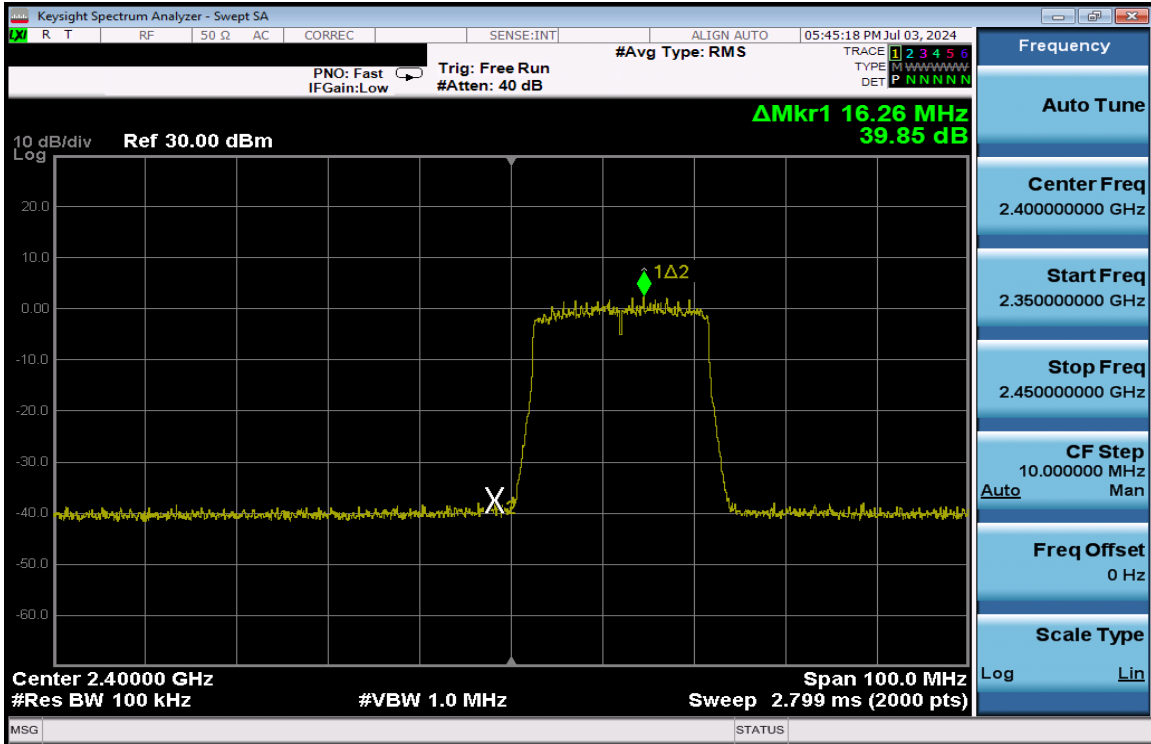 Keysight Spectrum Analyzer - Swept SA
LXI R T RF 50 Ω AC CORREC SENSE:INT ALIGN AUTO 05:45:18 PM Jul 03, 2024
PNO: Fast
IFGain:Low
Trig: Free Run
#Atten: 40 dB
#Avg Type: RMS
TRACE 1 2 3 4 5 6
TYPE M W W W W W
DET P N N N N N
ΔMkr1 16.26 MHz
39.85 dB
10 dB/div
Log
Ref 30.00 dBm
20.0
10.0
0.00
-10.0
-20.0
-30.0
-40.0
-50.0
-60.0
1Δ2
X
Center 2.40000 GHz
#Res BW 100 kHz
#VBW 1.0 MHz
Span 100.0 MHz
Sweep 2.799 ms (2000 pts)
MSG
STATUS
Frequency
Auto Tune
Center Freq
2.400000000 GHz
Start Freq
2.350000000 GHz
Stop Freq
2.450000000 GHz
CF Step
10.000000 MHz
Auto Man
Freq Offset
0 Hz
Scale Type
Log Lin